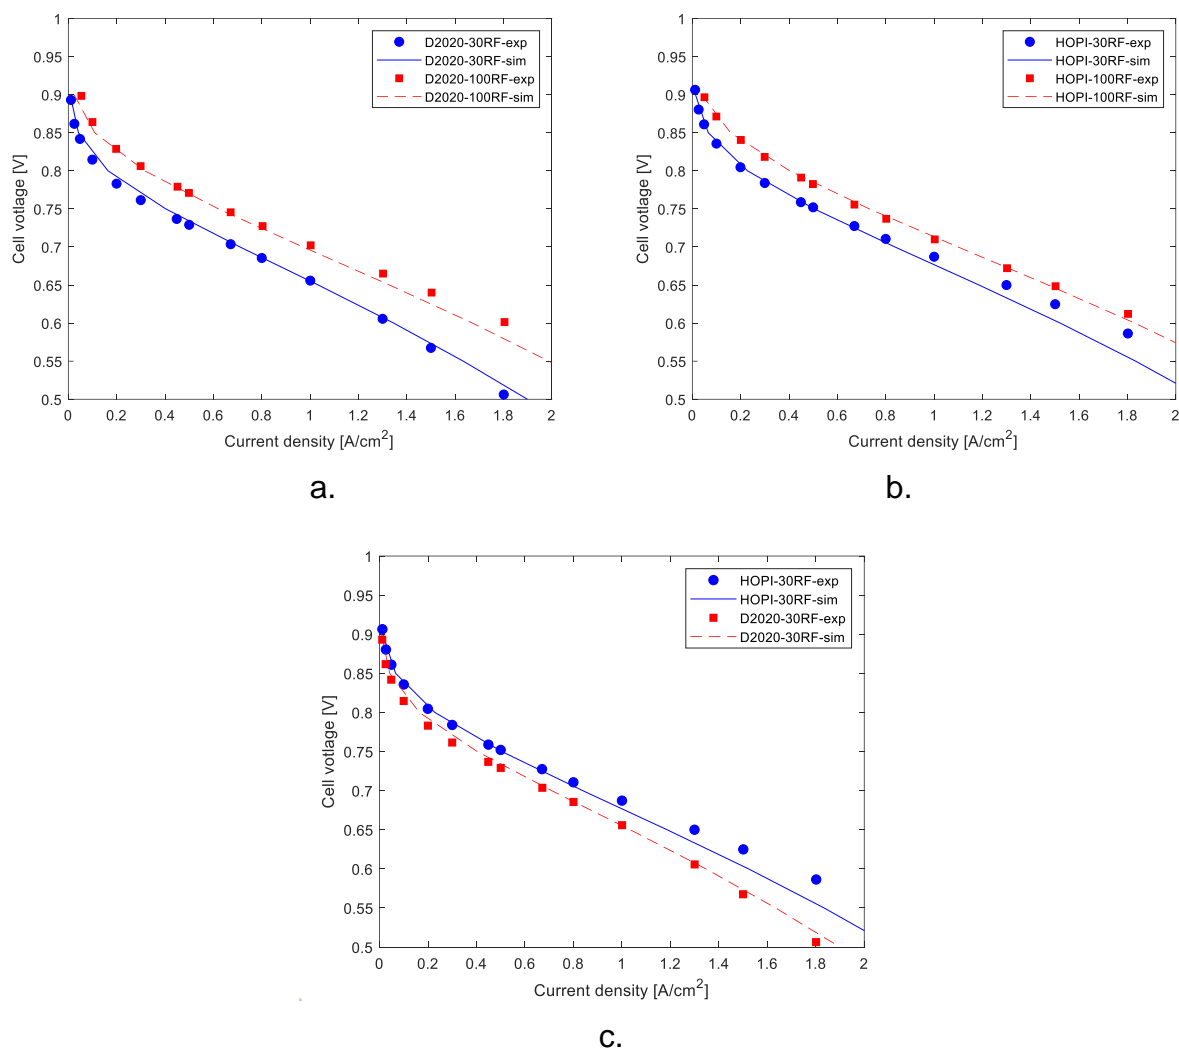 1
0.95
0.9
0.85
0.8
0.75
0.7
0.65
0.6
0.55
0.5
Cell votlage [V]
0 0.2 0.4 0.6 0.8 1 1.2 1.4 1.6 1.8 2
Current density [A/cm2]
D2020-30RF-exp
D2020-30RF-sim
D2020-100RF-exp
D2020-100RF-sim
a.
1
0.95
0.9
0.85
0.8
0.75
0.7
0.65
0.6
0.55
0.5
Cell votlage [V]
0 0.2 0.4 0.6 0.8 1 1.2 1.4 1.6 1.8 2
Current density [A/cm2]
HOPI-30RF-exp
HOPI-30RF-sim
HOPI-100RF-exp
HOPI-100RF-sim
b.
1
0.95
0.9
0.85
0.8
0.75
0.7
0.65
0.6
0.55
0.5
Cell votlage [V]
0 0.2 0.4 0.6 0.8 1 1.2 1.4 1.6 1.8 2
Current density [A/cm2]
HOPI-30RF-exp
HOPI-30RF-sim
D2020-30RF-exp
D2020-30RF-sim
c.